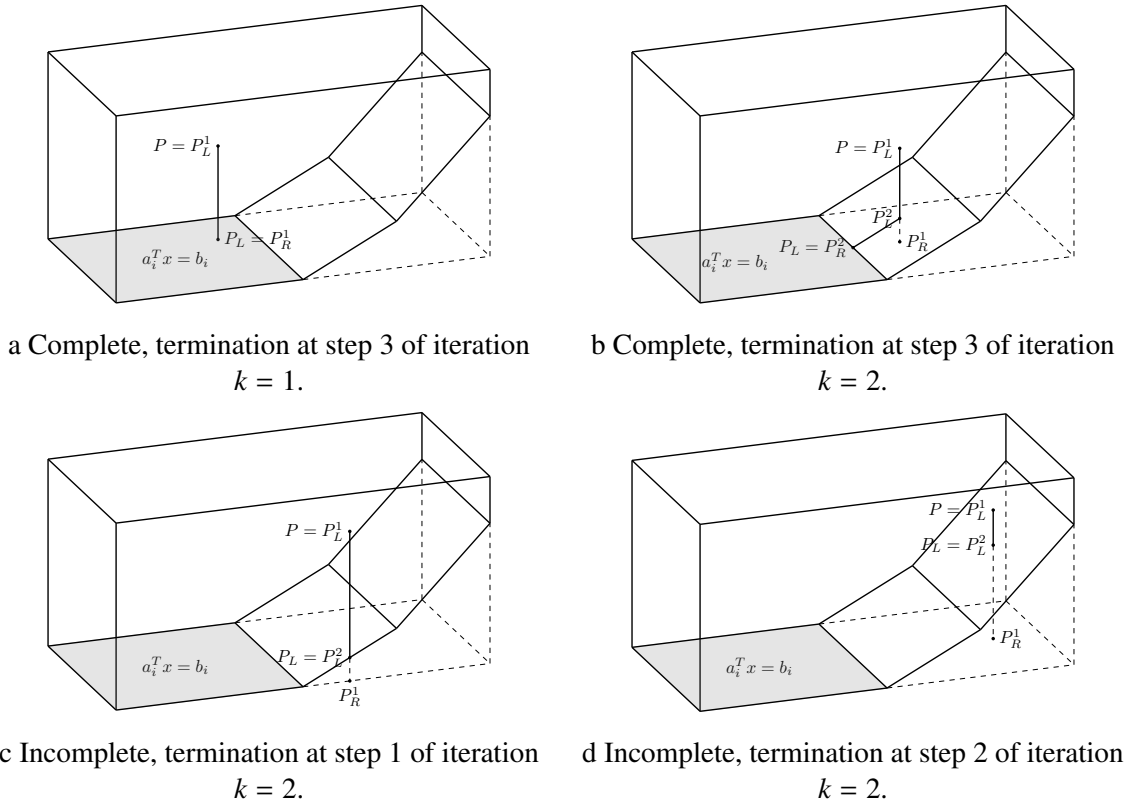 P = P_L^1
P_L = P_R^1
a_i^T x = b_i
a Complete, termination at step 3 of iteration
k = 1.
P = P_L^1
P_L^2
P_L = P_R^2
P_R^1
a_i^T x = b_i
b Complete, termination at step 3 of iteration
k = 2.
P = P_L^1
P_L = P_L^2
a_i^T x = b_i
P_R^1
c Incomplete, termination at step 1 of iteration
k = 2.
P = P_L^1
P_L = P_L^2
P_R^1
a_i^T x = b_i
d Incomplete, termination at step 2 of iteration
k = 2.